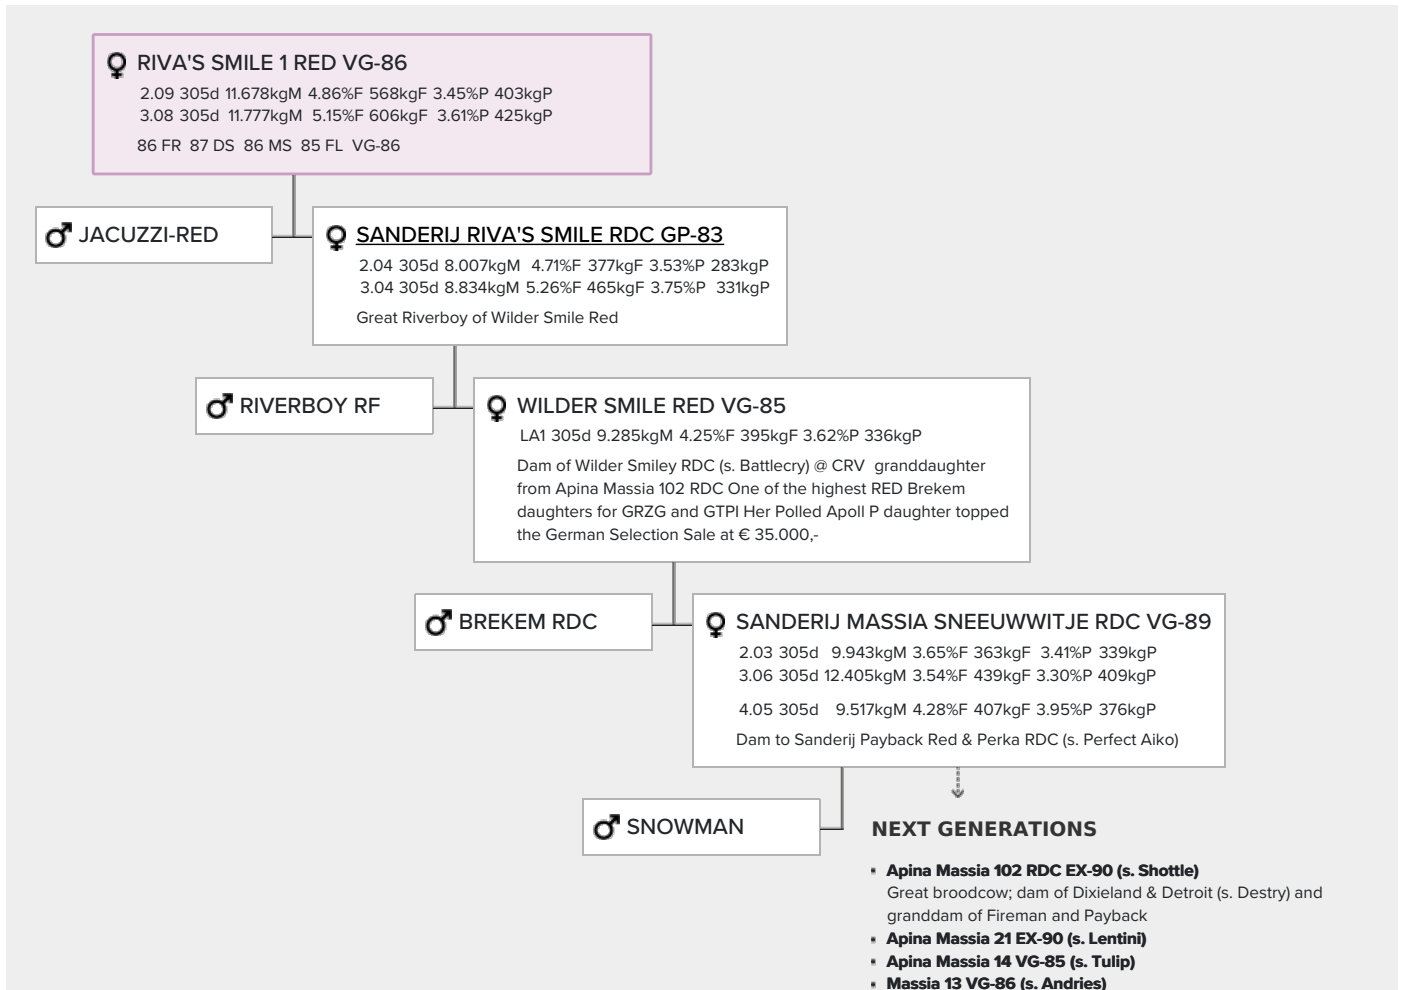 RIVA'S SMILE 1 RED VG-86
2.09 305d 11.678kgM 4.86%F 568kgF 3.45%P 403kgP
3.08 305d 11.777kgM 5.15%F 606kgF 3.61%P 425kgP
86 FR 87 DS 86 MS 85 FL VG-86
JACUZZI-RED
SANDERIJ RIVA'S SMILE RDC GP-83
2.04 305d 8.007kgM 4.71%F 377kgF 3.53%P 283kgP
3.04 305d 8.834kgM 5.26%F 465kgF 3.75%P 331kgP
Great Riverboy of Wilder Smile Red
RIVERBOY RF
WILDER SMILE RED VG-85
LA1 305d 9.285kgM 4.25%F 395kgF 3.62%P 336kgP
Dam of Wilder Smiley RDC (s. Battlecry) @ CRV granddaughter
from Apina Massia 102 RDC One of the highest RED Brekem
daughters for GRZG and GTPI Her Polled Apoll P daughter topped
the German Selection Sale at € 35.000,-
BREKEM RDC
SANDERIJ MASSIA SNEEUWWITJE RDC VG-89
2.03 305d 9.943kgM 3.65%F 363kgF 3.41%P 339kgP
3.06 305d 12.405kgM 3.54%F 439kgF 3.30%P 409kgP
4.05 305d 9.517kgM 4.28%F 407kgF 3.95%P 376kgP
Dam to Sanderij Payback Red & Perka RDC (s. Perfect Aiko)
SNOWMAN
NEXT GENERATIONS
Apina Massia 102 RDC EX-90 (s. Shottle)
Great broodcow; dam of Dixieland & Detroit (s. Destry) and
granddam of Fireman and Payback
Apina Massia 21 EX-90 (s. Lentini)
Apina Massia 14 VG-85 (s. Tulip)
Massia 13 VG-86 (s. Andries)